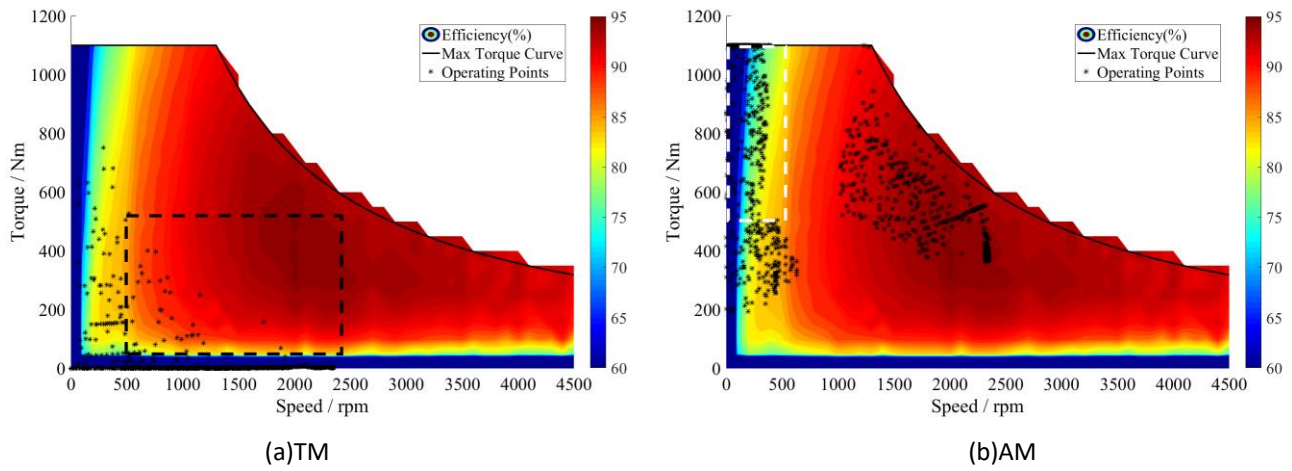 1200
1000
800
600
400
200
0
Torque / Nm
0 500 1000 1500 2000 2500 3000 3500 4000 4500
Speed / rpm
Efficiency(%)
Max Torque Curve
Operating Points
95
90
85
80
75
70
65
60
(a)TM
1200
1000
800
600
400
200
0
Torque / Nm
0 500 1000 1500 2000 2500 3000 3500 4000 4500
Speed / rpm
Efficiency(%)
Max Torque Curve
Operating Points
95
90
85
80
75
70
65
60
(b)AM